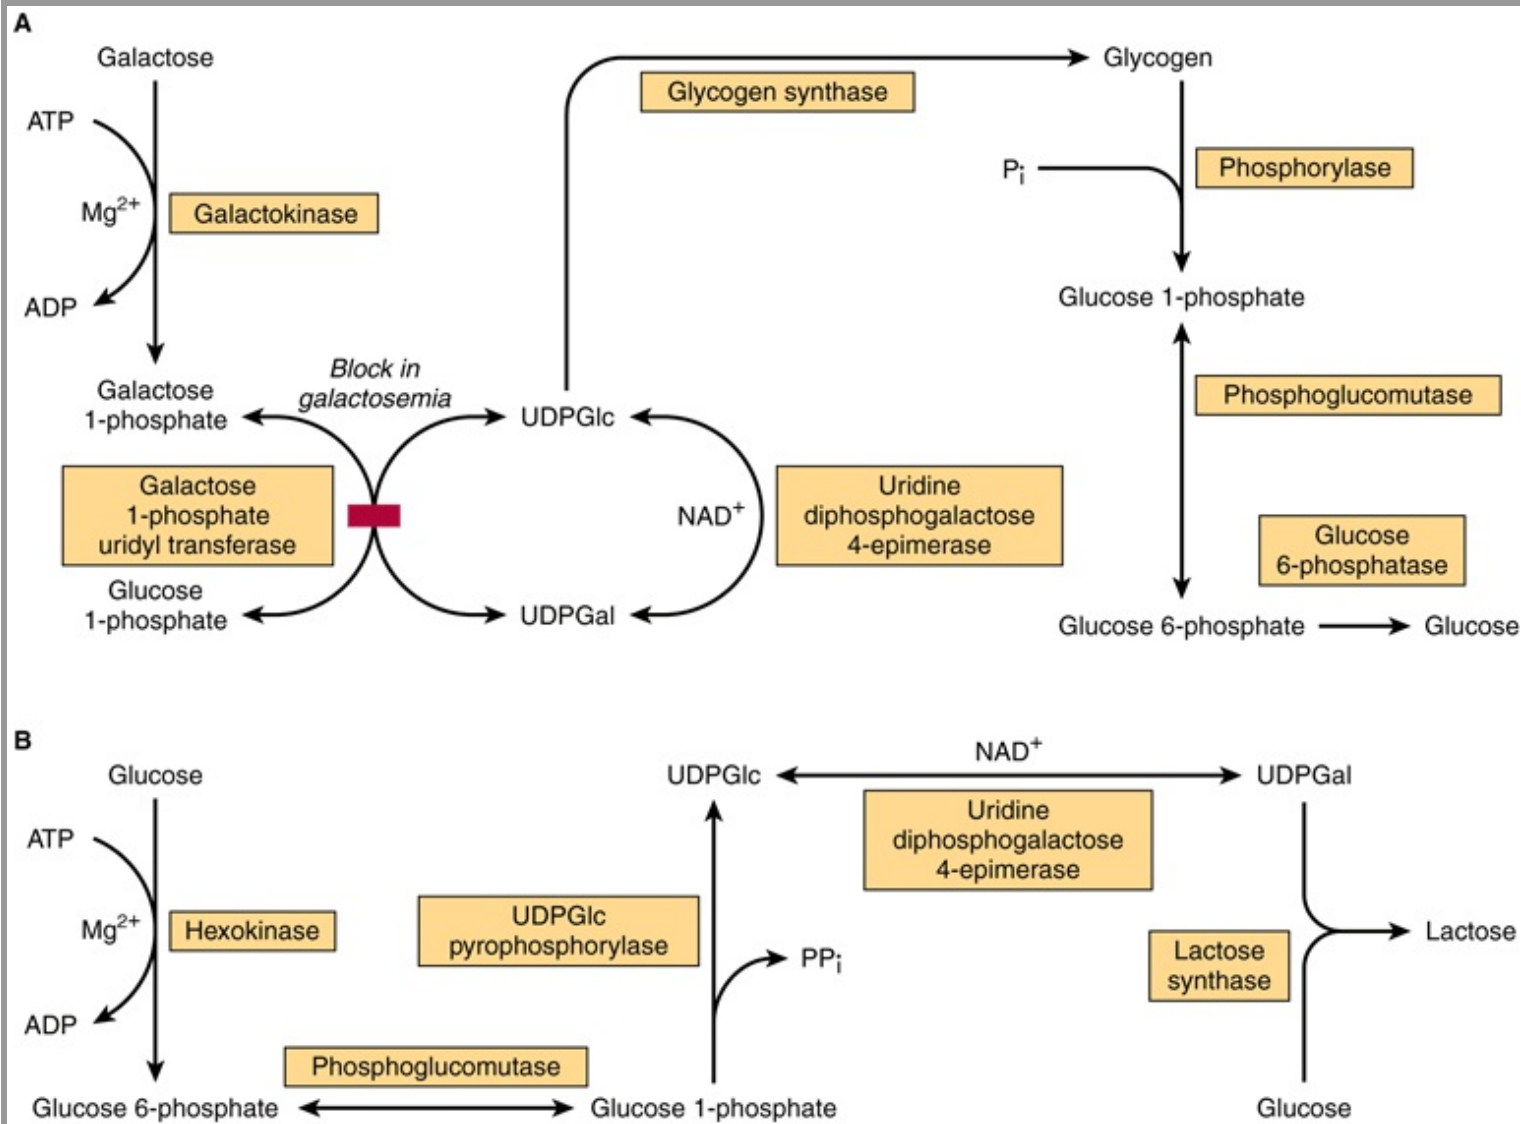 A
Galactose
Glycogen
Glycogen synthase
ATP
Pi
Phosphorylase
Mg2+
Galactokinase
ADP
Glucose 1-phosphate
Block in
galactosemia
Galactose
1-phosphate
UDPGlc
Phosphoglucomutase
Galactose
1-phosphate
uridyl transferase
NAD+
Uridine
diphosphogalactose
4-epimerase
Glucose
6-phosphatase
Glucose
1-phosphate
UDPGal
Glucose 6-phosphate
Glucose
B
Glucose
UDPGlc
NAD+
UDPGal
ATP
Uridine
diphosphogalactose
4-epimerase
Mg2+
Hexokinase
UDPGlc
pyrophosphorylase
PPi
Lactose
synthase
Lactose
ADP
Phosphoglucomutase
Glucose 6-phosphate
Glucose 1-phosphate
Glucose